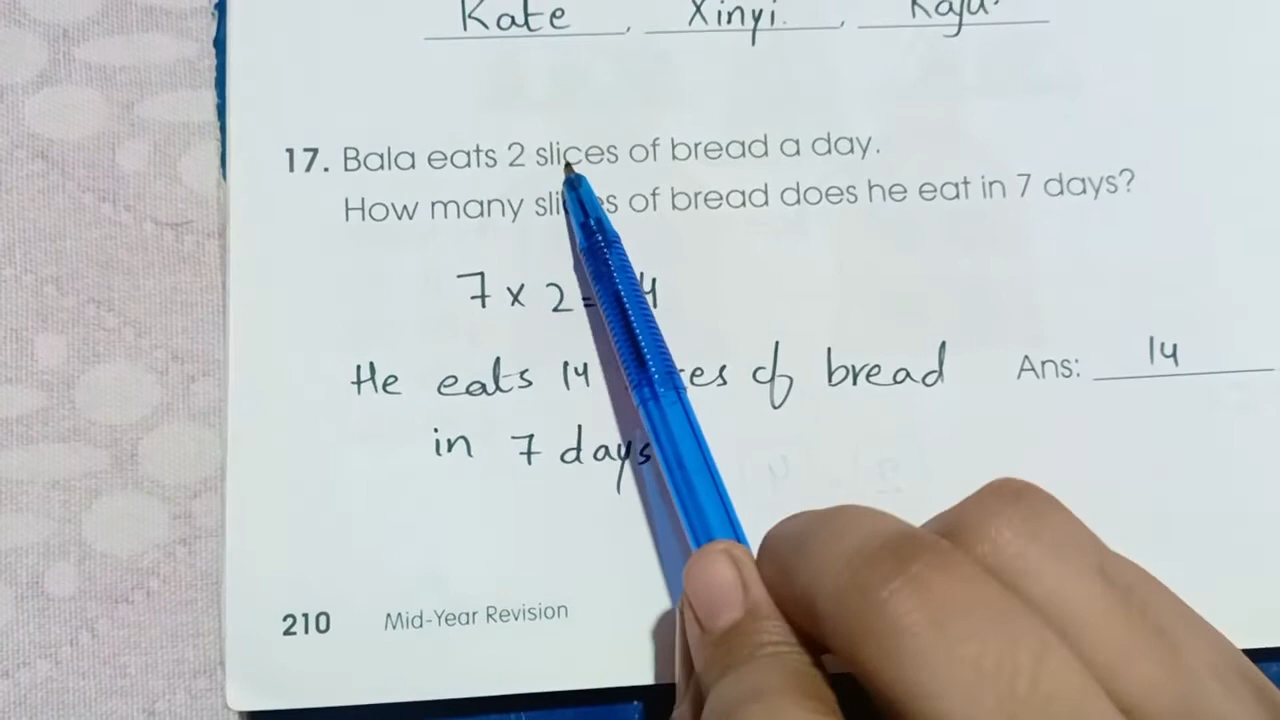 Kate, Xinyi., Raju.
17. Bala eats 2 slices of bread a day.
How many slices of bread does he eat in 7 days?
7 x 2 = 4
He eats 14 es of bread
Ans: 14
in 7 days
210 Mid-Year Revision